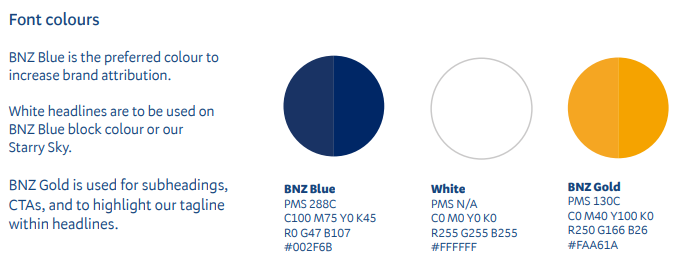 Font colours
BNZ Blue is the preferred colour to
increase brand attribution.
White headlines are to be used on
BNZ Blue block colour or our
Starry Sky.
BNZ Gold is used for subheadings,
CTAs, and to highlight our tagline
within headlines.
BNZ Blue
PMS 288C
C100 M75 Y0 K45
R0 G47 B107
#002F6B
White
PMS N/A
C0 M0 Y0 K0
R255 G255 B255
#FFFFFF
BNZ Gold
PMS 130C
C0 M40 Y100 K0
R250 G166 B26
#FAA61A